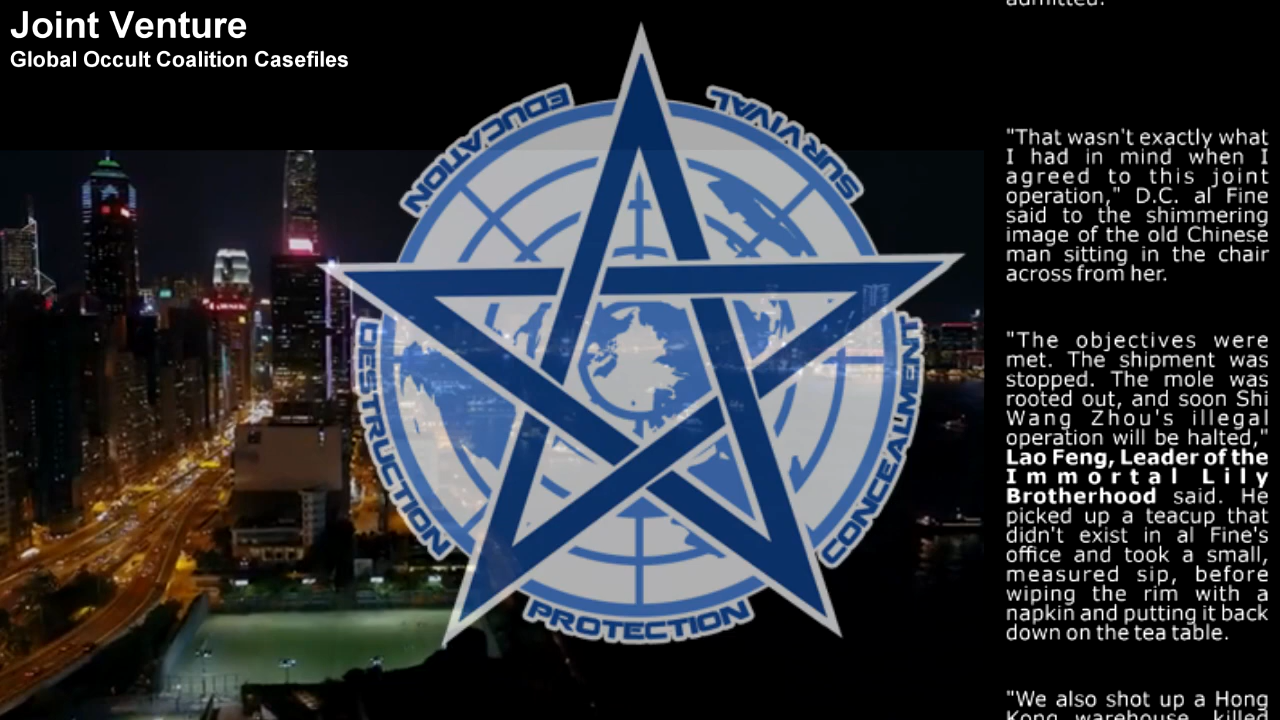 Joint Venture
Global Occult Coalition Casefiles
EDUCATION
SURVIVAL
DESTRUCTION
CONCEALMENT
PROTECTION
admitted.
"That wasn't exactly what
I had in mind when I
agreed to this joint
operation," D.C. al Fine
said to the shimmering
image of the old Chinese
man sitting in the chair
across from her.
"The objectives were
met. The shipment was
stopped. The mole was
rooted out, and soon Shi
Wang Zhou's illegal
operation will be halted,"
Lao Feng, Leader of the
Immortal Lily
Brotherhood said. He
picked up a teacup that
didn't exist in al Fine's
office and took a small,
measured sip, before
wiping the rim with a
napkin and putting it back
down on the tea table.
"We also shot up a Hong
Kong warehouse, killed